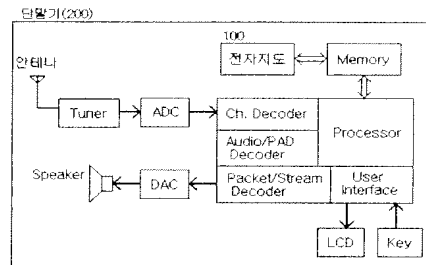 단말기(200)
100
안테나
전자지도
Memory
Tuner
ADC
Ch. Decoder
Processor
Audio/PAD
Decoder
Speaker
DAC
Packet/Stream
Decoder
User
Interface
LCD
Key